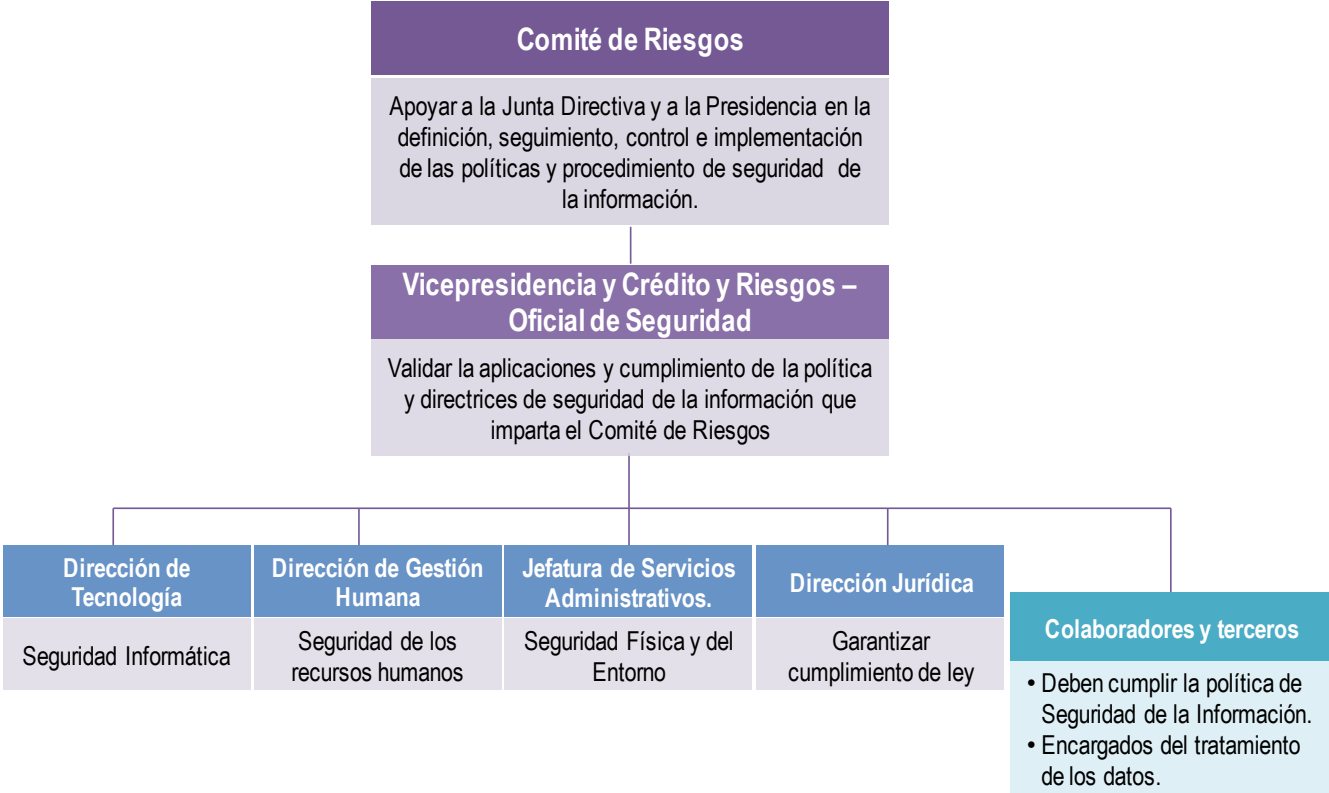 Comité de Riesgos
Apoyar a la Junta Directiva y a la Presidencia en la
definición, seguimiento, control e implementación
de las políticas y procedimiento de seguridad de
la información.
Vicepresidencia y Crédito y Riesgos –
Oficial de Seguridad
Validar la aplicaciones y cumplimiento de la política
y directrices de seguridad de la información que
imparta el Comité de Riesgos
Dirección de
Tecnología
Seguridad Informática
Dirección de Gestión
Humana
Seguridad de los
recursos humanos
Jefatura de Servicios
Administrativos.
Seguridad Física y del
Entorno
Dirección Jurídica
Garantizar
cumplimiento de ley
Colaboradores y terceros
• Deben cumplir la política de
Seguridad de la Información.
• Encargados del tratamiento
de los datos.